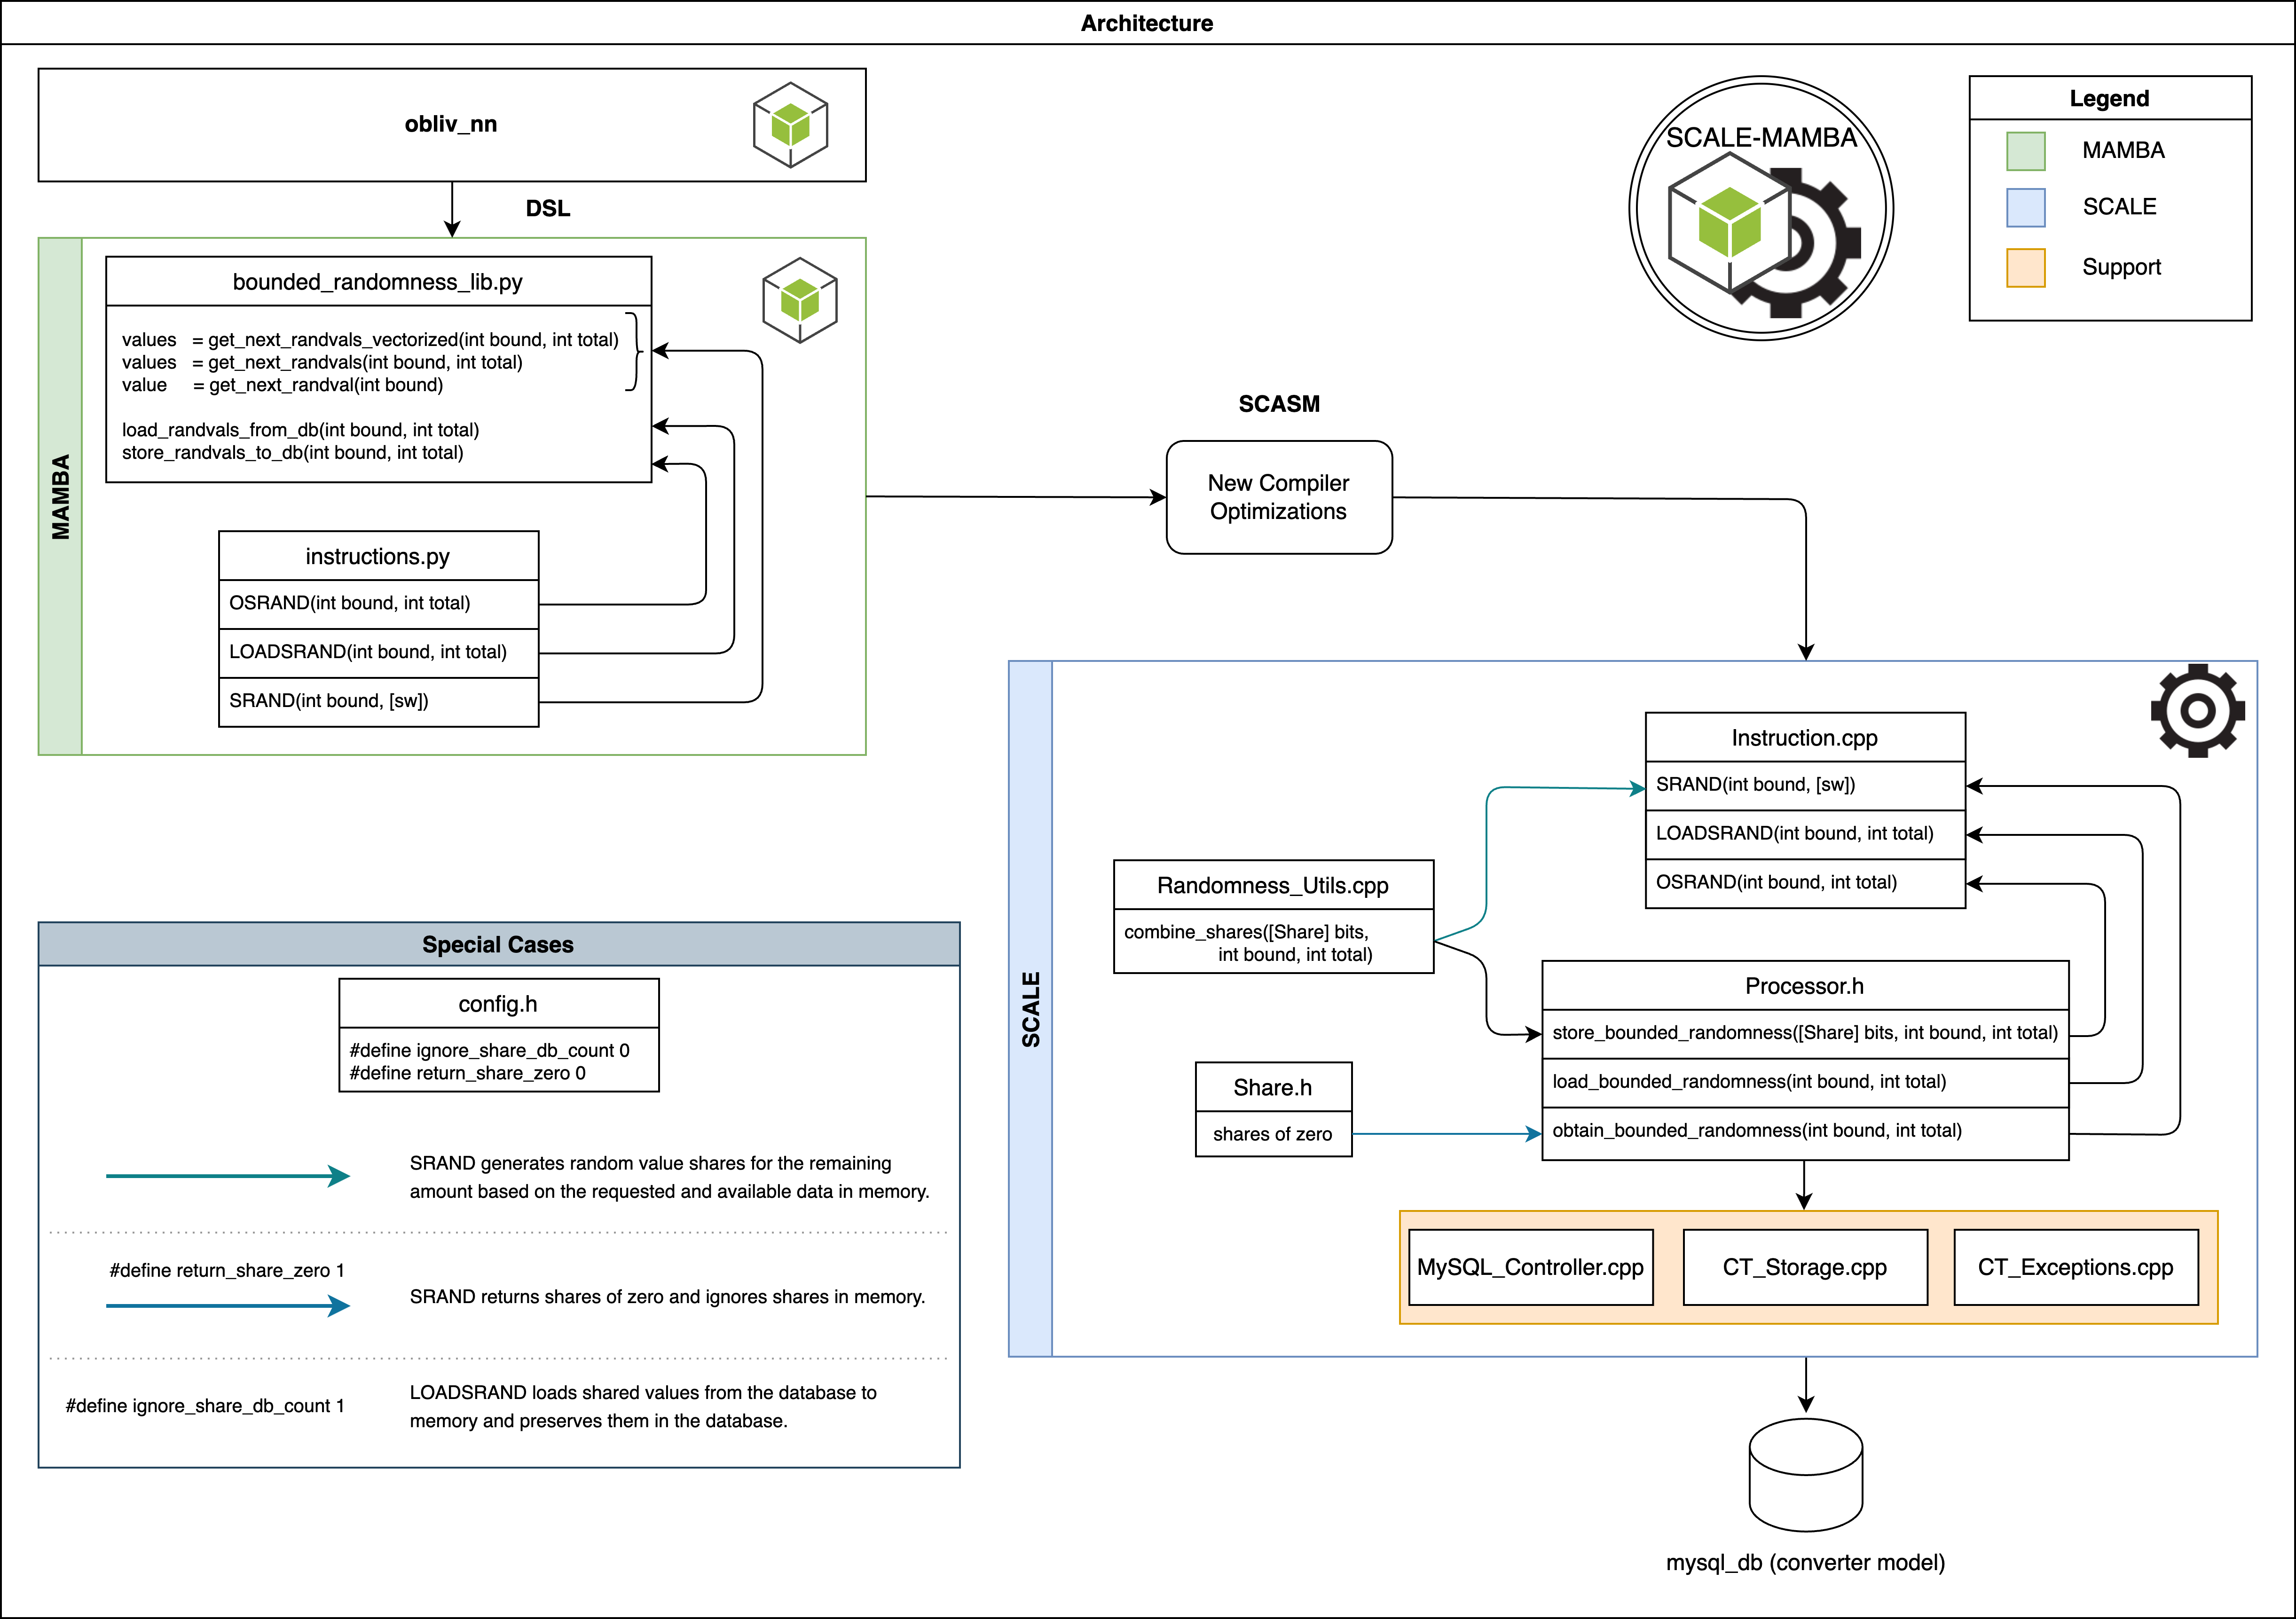 Architecture
obliv_nn
DSL
MAMBA
bounded_randomness_lib.py
values = get_next_randvals_vectorized(int bound, int total)
values = get_next_randvals(int bound, int total)
value = get_next_randval(int bound)
load_randvals_from_db(int bound, int total)
store_randvals_to_db(int bound, int total)
instructions.py
OSRAND(int bound, int total)
LOADSRAND(int bound, int total)
SRAND(int bound, [sw])
SCALE-MAMBA
Legend
MAMBA
SCALE
Support
SCASM
New Compiler
Optimizations
SCALE
Instruction.cpp
SRAND(int bound, [sw])
LOADSRAND(int bound, int total)
OSRAND(int bound, int total)
Randomness_Utils.cpp
combine_shares([Share] bits,
int bound, int total)
Processor.h
store_bounded_randomness([Share] bits, int bound, int total)
load_bounded_randomness(int bound, int total)
obtain_bounded_randomness(int bound, int total)
Share.h
shares of zero
MySQL_Controller.cpp
CT_Storage.cpp
CT_Exceptions.cpp
mysql_db (converter model)
Special Cases
config.h
#define ignore_share_db_count 0
#define return_share_zero 0
SRAND generates random value shares for the remaining
amount based on the requested and available data in memory.
#define return_share_zero 1
SRAND returns shares of zero and ignores shares in memory.
#define ignore_share_db_count 1
LOADSRAND loads shared values from the database to
memory and preserves them in the database.